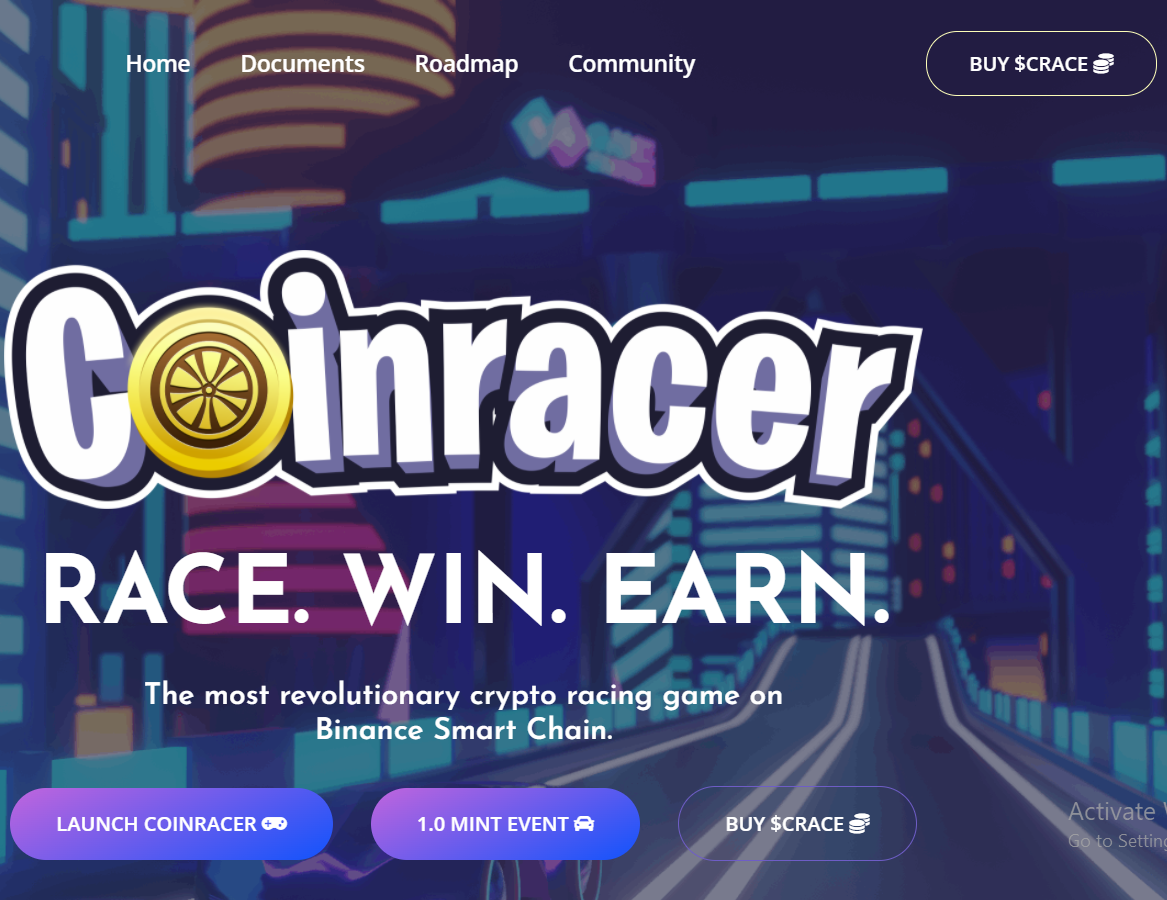 Home Documents Roadmap Community BUY $CRACE
Coinracer
RACE. WIN. EARN.
The most revolutionary crypto racing game on
Binance Smart Chain.
LAUNCH COINRACER 1.0 MINT EVENT BUY $CRACE
Activate
Go to